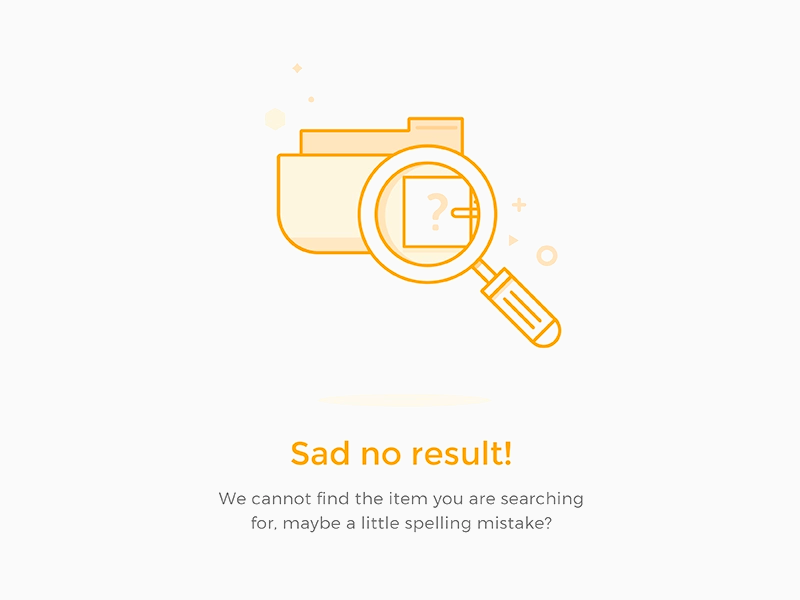 ?
Sad no result!
We cannot find the item you are searching
for, maybe a little spelling mistake?